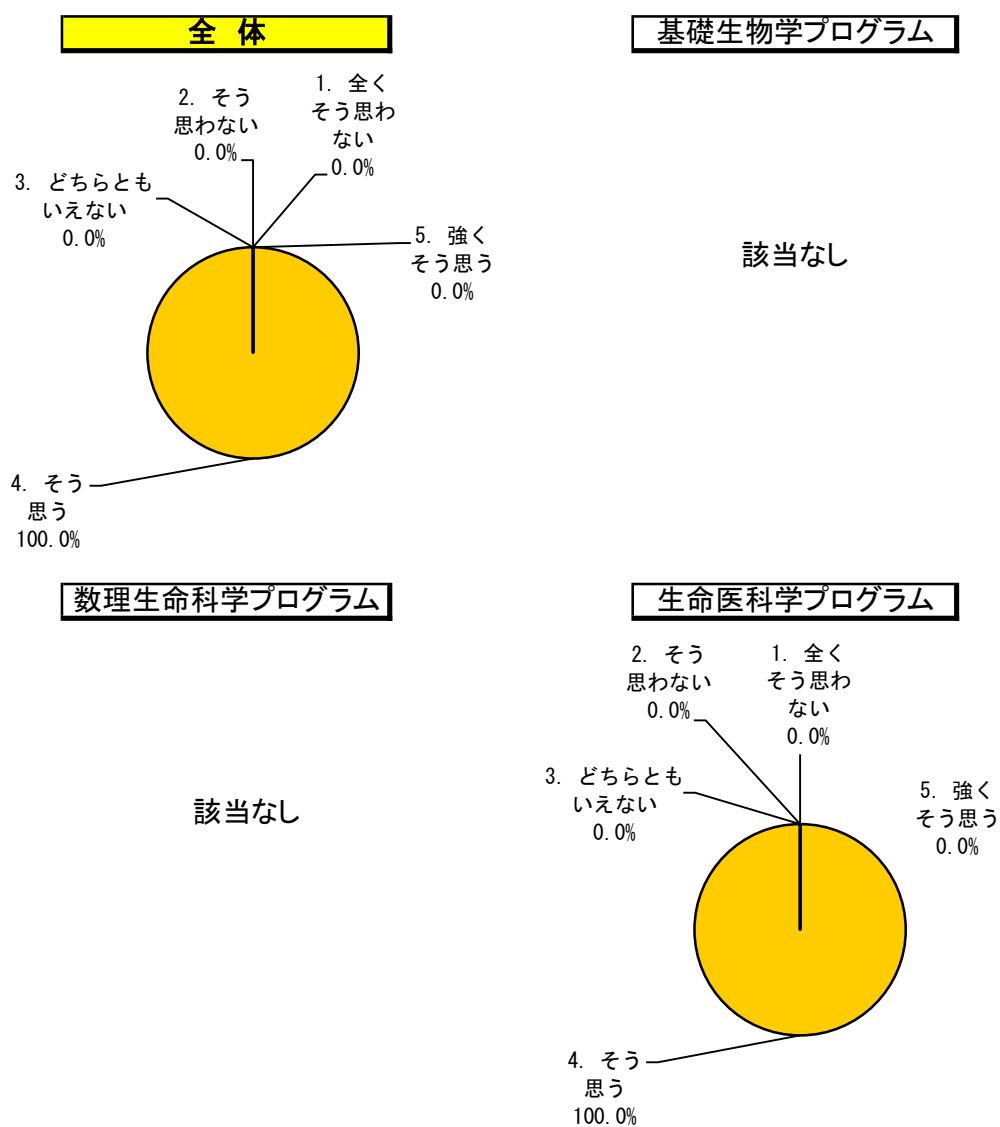 全 体
2. そう
思わない
0.0%
1. 全く
そう思わ
ない
0.0%
3. どちらとも
いえない
0.0%
5. 強く
そう思う
0.0%
4. そう
思う
100.0%
基礎生物学プログラム
該当なし
数理生命科学プログラム
該当なし
生命医科学プログラム
2. そう
思わない
0.0%
1. 全く
そう思わ
ない
0.0%
3. どちらとも
いえない
0.0%
5. 強く
そう思う
0.0%
4. そう
思う
100.0%